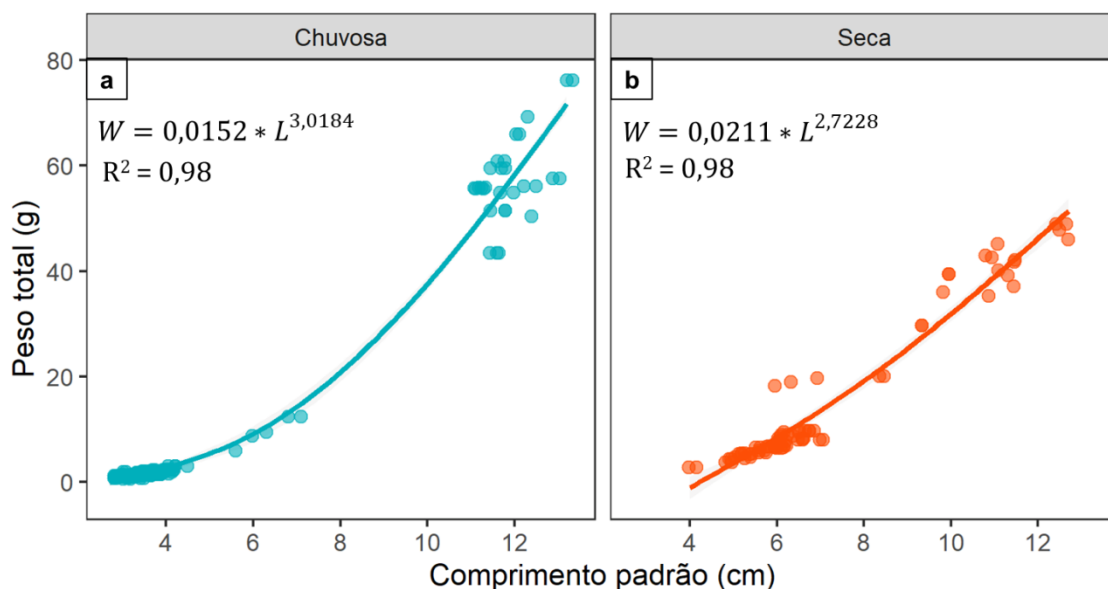 Chuvosa
Seca
a
W = 0,0152 ∗ L^3,0184
R² = 0,98
b
W = 0,0211 ∗ L^2,7228
R² = 0,98
Peso total (g)
80
60
40
20
0
4 6 8 10 12
4 6 8 10 12
Comprimento padrão (cm)